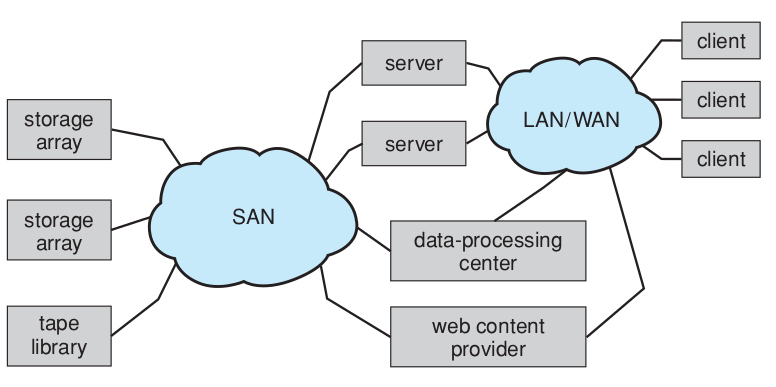 storage
array
storage
array
tape
library
SAN
server
server
data-processing
center
web content
provider
LAN/WAN
client
client
client